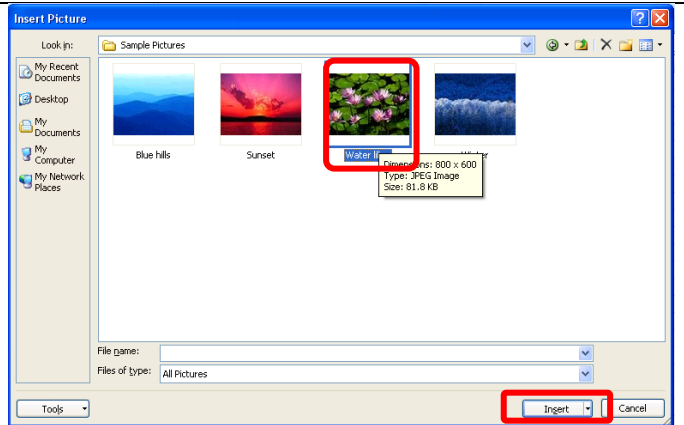 Insert Picture
Look in:
Sample Pictures
My Recent
Documents
Desktop
My
Documents
My
Computer
My Network
Places
Blue hills
Sunset
Water
Dimensions: 800 x 600
Type: JPEG Image
Size: 81.8 KB
File name:
Files of type:
All Pictures
Tools
Insert
Cancel